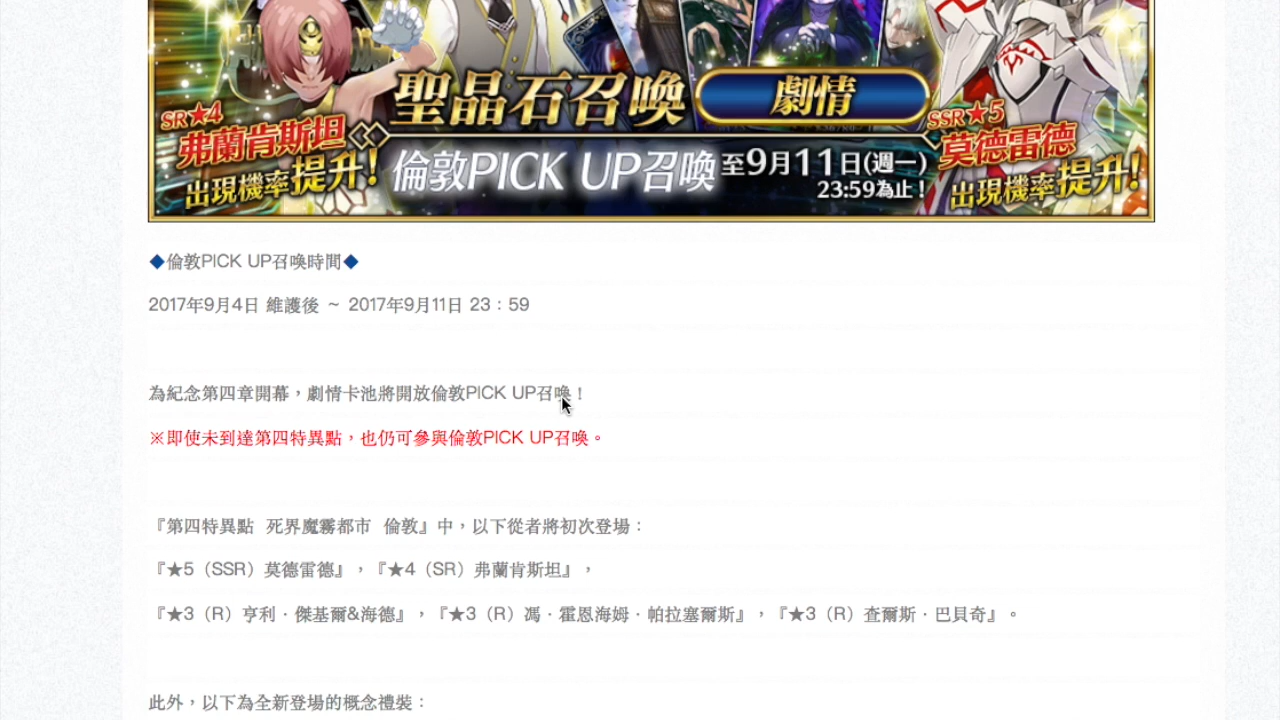 聖晶石召喚 劇情
SR★4
弗蘭肯斯坦
出現機率提升!
倫敦PICK UP召喚
至9月11日(週一)
23:59為止!
SSR★5
莫德雷德
出現機率提升!
◆倫敦PICK UP召喚時間◆
2017年9月4日 維護後 ~ 2017年9月11日 23：59
為紀念第四章開幕，劇情卡池將開放倫敦PICK UP召喚！
※即使未到達第四特異點，也仍可參與倫敦PICK UP召喚。
『第四特異點 死界魔霧都市 倫敦』中，以下從者將初次登場：
『★5（SSR）莫德雷德』，『★4（SR）弗蘭肯斯坦』，
『★3（R）亨利．傑基爾&海德』，『★3（R）馮．霍恩海姆．帕拉塞爾斯』，『★3（R）查爾斯．巴貝奇』。
此外，以下為全新登場的概念禮裝：